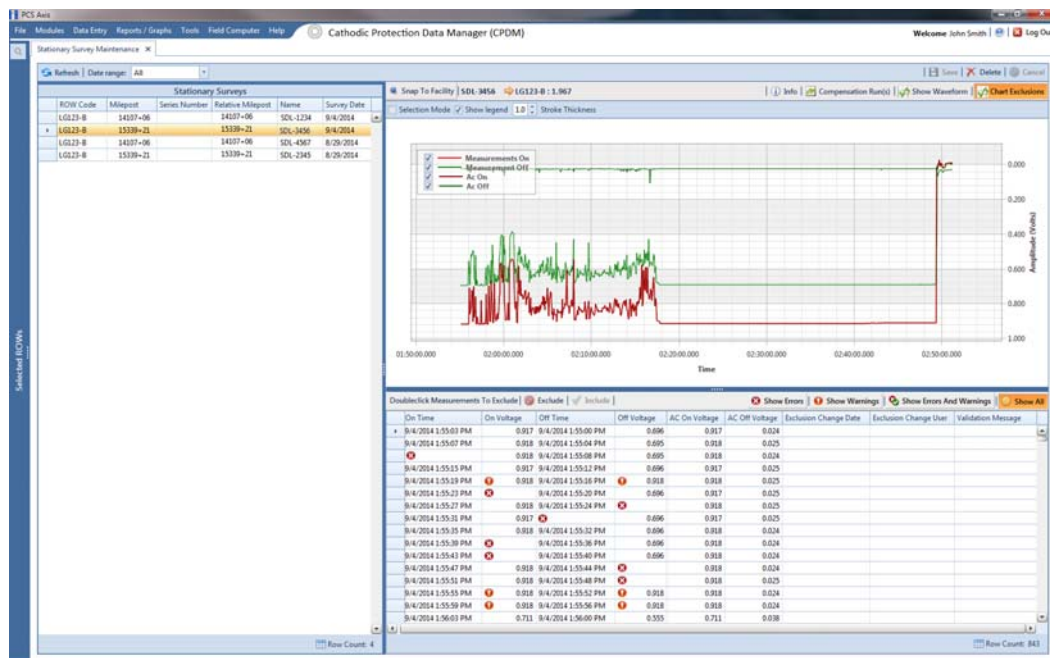 PCS Axis
File Modules Data Entry Reports / Graphs Tools Field Computer Help Cathodic Protection Data Manager (CPDM) Welcome John Smith Log Ou
Stationary Survey Maintenance ×
Refresh Date range: All Save Delete Cancel
Stationary Surveys
ROW Code Milepost Series Number Relative Milepost Name Survey Date
LG123-B 14107+06 14107+06 SDL-1234 9/4/2014
LG123-B 15339+21 15339+21 SDL-3456 9/4/2014
LG123-B 14107+06 14107+06 SDL-4567 8/29/2014
LG123-B 15339+21 15339+21 SDL-2345 8/29/2014
Selected ROWs
Row Count: 4
Snap To Facility SDL-3456 LG123-B : 1.967 Info Compensation Run(s) Show Waveform Chart Exclusions
Selection Mode Show legend 1.0 Stroke Thickness
Measurements On
Measurement Off
Ac On
Ac Off
0.000
0.200
0.400
0.600
0.800
1.000
Amplitude (Volts)
01:50:00.000 02:00:00.000 02:10:00.000 02:20:00.000 02:30:00.000 02:40:00.000 02:50:00.000
Time
Doubleclick Measurements To Exclude Exclude Include Show Errors Show Warnings Show Errors And Warnings Show All
On Time On Voltage Off Time Off Voltage AC On Voltage AC Off Voltage Exclusion Change Date Exclusion Change User Validation Message
9/4/2014 1:55:03 PM 0.917 9/4/2014 1:55:00 PM 0.696 0.917 0.024
9/4/2014 1:55:07 PM 0.918 9/4/2014 1:55:04 PM 0.695 0.918 0.025
0.918 9/4/2014 1:55:08 PM 0.695 0.918 0.024
9/4/2014 1:55:15 PM 0.917 9/4/2014 1:55:12 PM 0.696 0.917 0.025
9/4/2014 1:55:19 PM 0.918 9/4/2014 1:55:16 PM 0.918 0.918 0.025
9/4/2014 1:55:23 PM 9/4/2014 1:55:20 PM 0.696 0.917 0.025
9/4/2014 1:55:27 PM 0.918 9/4/2014 1:55:24 PM 0.918 0.025
9/4/2014 1:55:31 PM 0.917 0.696 0.917 0.025
9/4/2014 1:55:35 PM 0.918 9/4/2014 1:55:32 PM 0.696 0.918 0.024
9/4/2014 1:55:39 PM 9/4/2014 1:55:36 PM 0.696 0.918 0.024
9/4/2014 1:55:43 PM 9/4/2014 1:55:40 PM 0.696 0.918 0.024
9/4/2014 1:55:47 PM 0.918 9/4/2014 1:55:44 PM 0.918 0.024
9/4/2014 1:55:51 PM 0.918 9/4/2014 1:55:48 PM 0.918 0.025
9/4/2014 1:55:55 PM 0.918 9/4/2014 1:55:52 PM 0.918 0.918 0.024
9/4/2014 1:55:59 PM 0.918 9/4/2014 1:55:56 PM 0.918 0.918 0.024
9/4/2014 1:56:03 PM 0.711 9/4/2014 1:56:00 PM 0.555 0.711 0.038
Row Count: 843